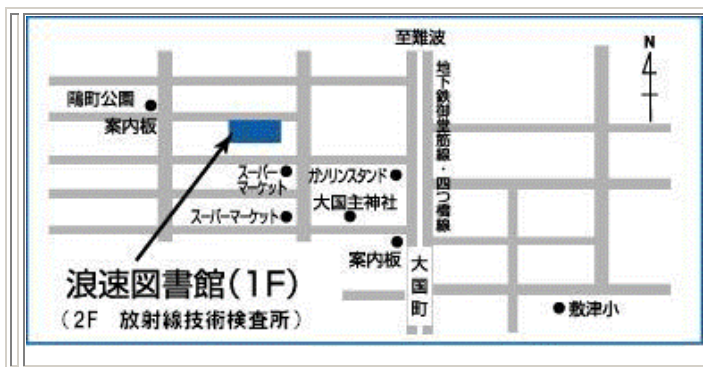 至難波
N
地下鉄御堂筋線・四つ橋線
鷗町公園
案内板
スーパー
マーケット
ガソリンスタンド
大国主神社
スーパーマーケット
案内板
大国町
浪速図書館(1F)
(2F 放射線技術検査所)
敷津小